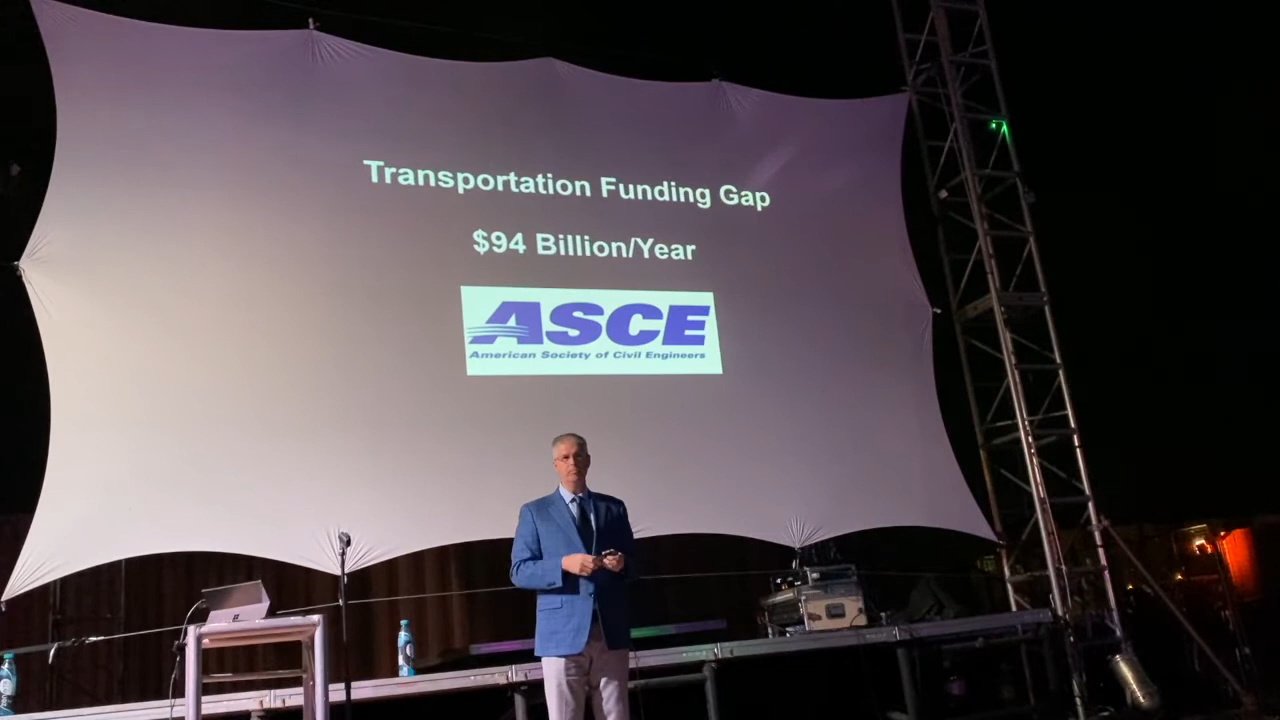 Transportation Funding Gap
$94 Billion/Year
ASCE
American Society of Civil Engineers